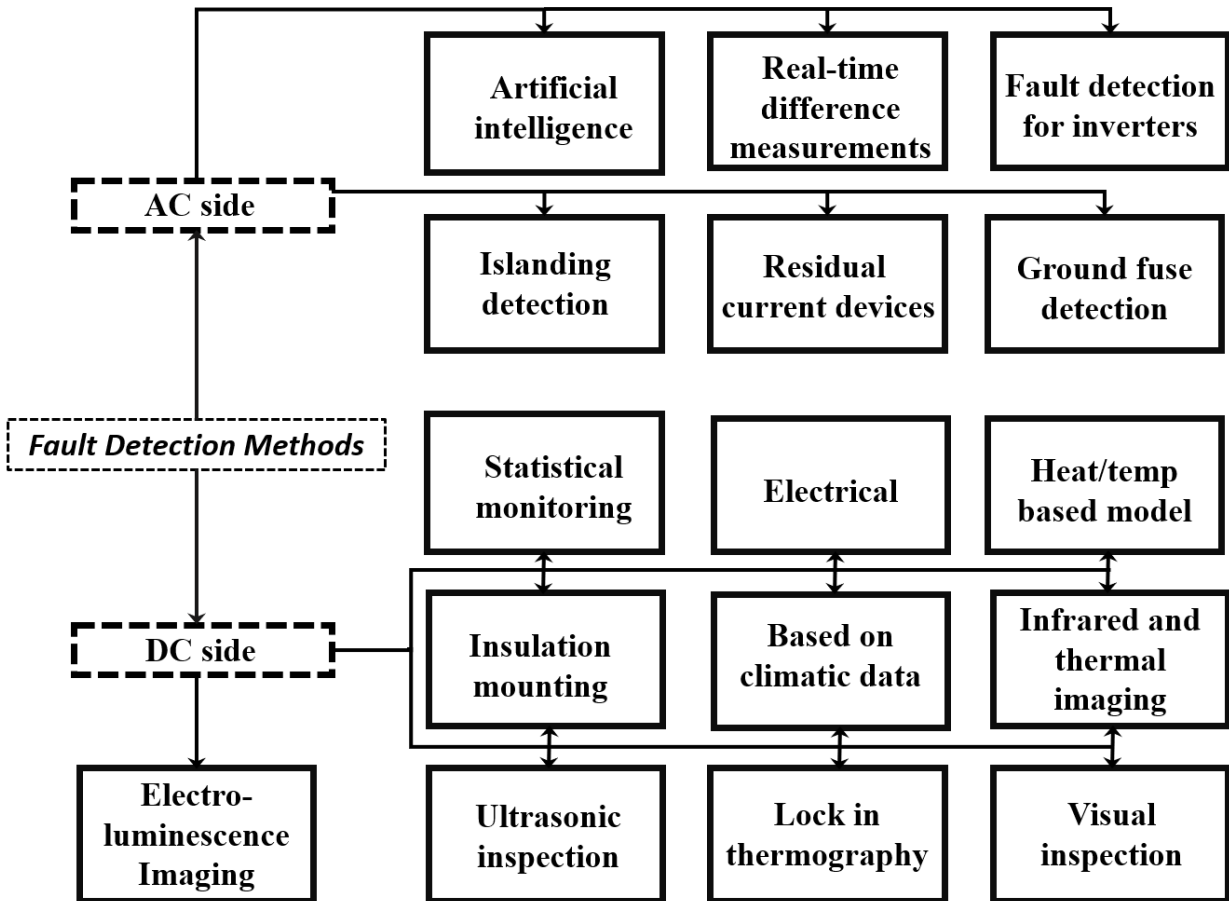 Artificial
intelligence
Real-time
difference
measurements
Fault detection
for inverters
AC side
Islanding
detection
Residual
current devices
Ground fuse
detection
Fault Detection Methods
Statistical
monitoring
Electrical
Heat/temp
based model
DC side
Insulation
mounting
Based on
climatic data
Infrared and
thermal
imaging
Electro-
luminescence
Imaging
Ultrasonic
inspection
Lock in
thermography
Visual
inspection